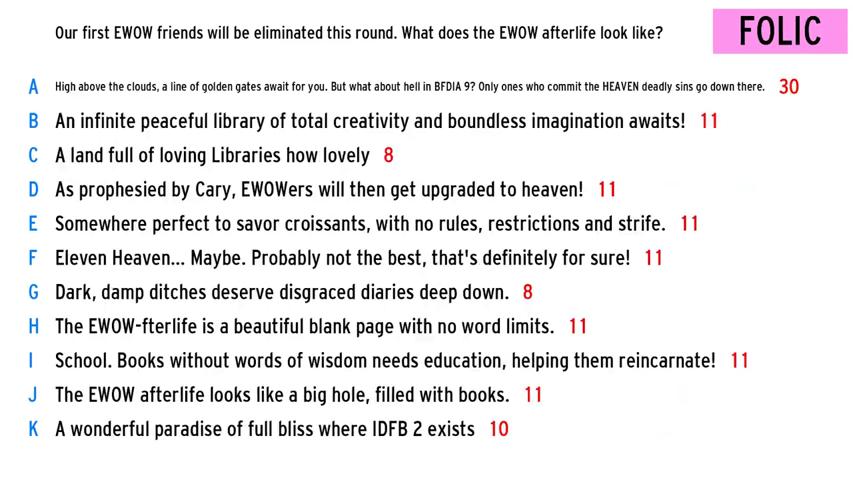 Our first EWOW friends will be eliminated this round. What does the EWOW afterlife look like?
FOLIC
A High above the clouds, a line of golden gates await for you. But what about hell in BFDIA 9? Only ones who commit the HEAVEN deadly sins go down there. 30
B An infinite peaceful library of total creativity and boundless imagination awaits! 11
C A land full of loving Libraries how lovely 8
D As prophesied by Cary, EWOWers will then get upgraded to heaven! 11
E Somewhere perfect to savor croissants, with no rules, restrictions and strife. 11
F Eleven Heaven... Maybe. Probably not the best, that's definitely for sure! 11
G Dark, damp ditches deserve disgraced diaries deep down. 8
H The EWOW-fterlife is a beautiful blank page with no word limits. 11
I School. Books without words of wisdom needs education, helping them reincarnate! 11
J The EWOW afterlife looks like a big hole, filled with books. 11
K A wonderful paradise of full bliss where IDFB 2 exists 10